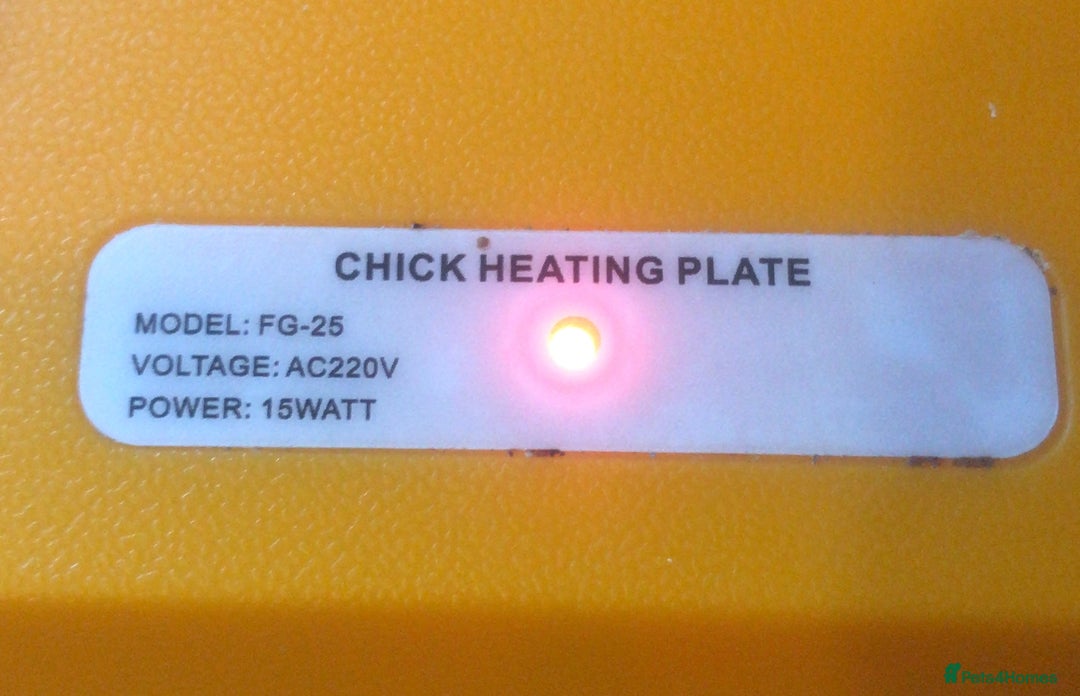 CHICK HEATING PLATE
MODEL: FG-25
VOLTAGE: AC220V
POWER: 15WATT
Pets4Homes